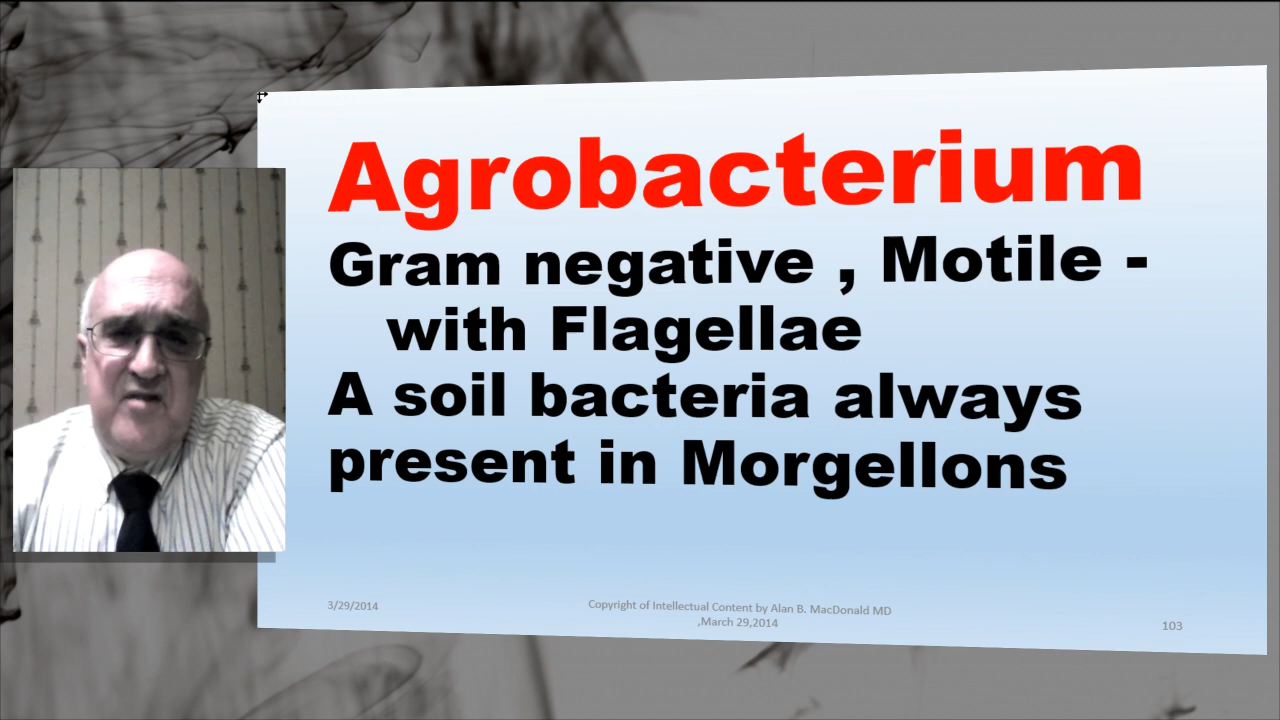 Agrobacterium
Gram negative , Motile -
with Flagellae
A soil bacteria always
present in Morgellons
3/29/2014
Copyright of Intellectual Content by Alan B. MacDonald MD
,March 29,2014
103